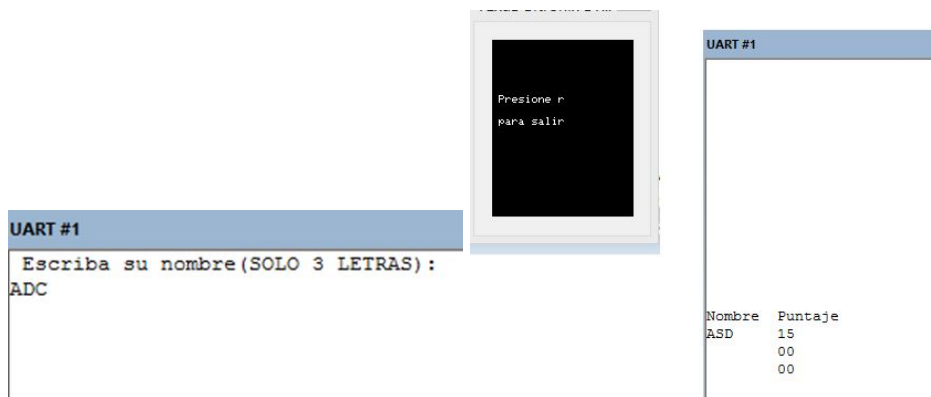 UART #1
Escriba su nombre(SOLO 3 LETRAS):
ADC
Presione r
para salir
UART #1
Nombre Puntaje
ASD 15
00
00